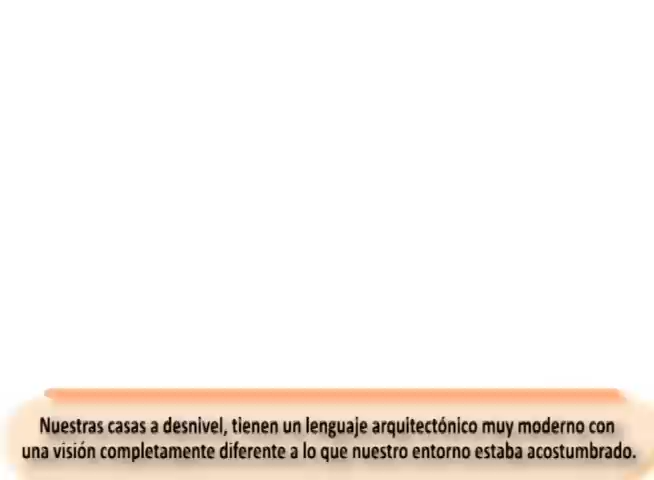 Nuestras casas a desnivel, tienen un lenguaje arquitectónico muy moderno con
una visión completamente diferente a lo que nuestro entorno estaba acostumbrado.